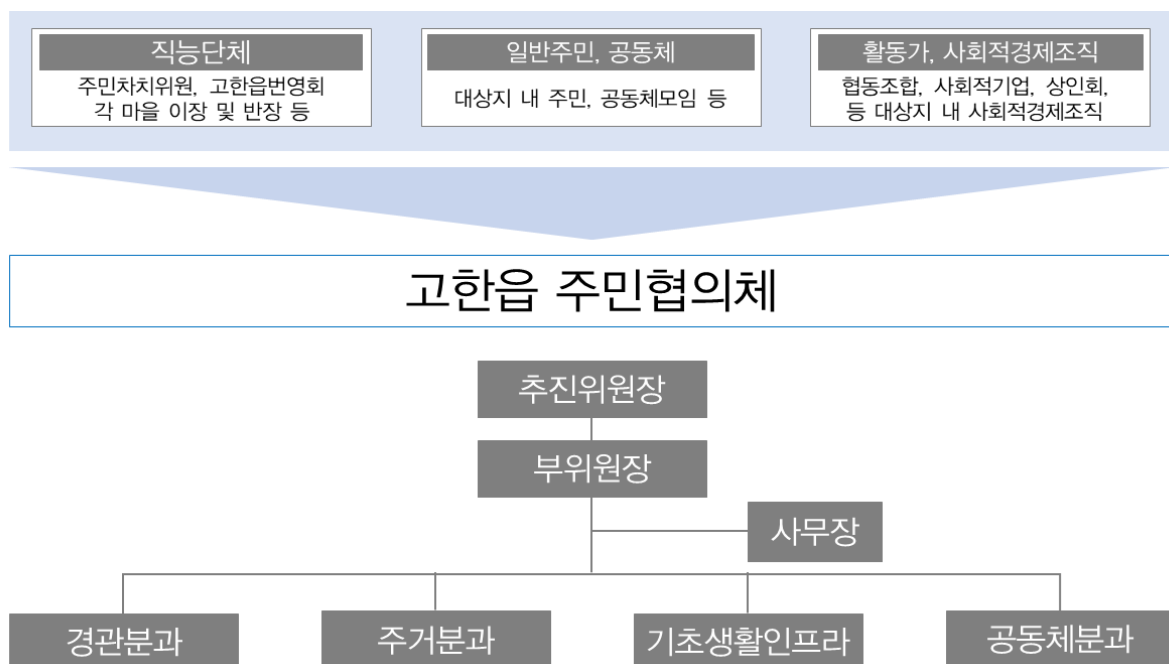 직능단체
주민차치위원, 고한읍번영회
각 마을 이장 및 반장 등
일반주민, 공동체
대상지 내 주민, 공동체모임 등
활동가, 사회적경제조직
협동조합, 사회적기업, 상인회,
등 대상지 내 사회적경제조직
고한읍 주민협의체
추진위원장
부위원장
사무장
경관분과
주거분과
기초생활인프라
공동체분과